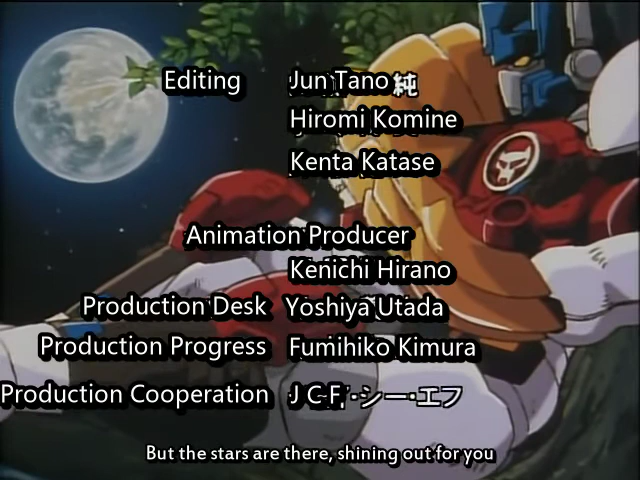 Editing Jun Tano 純
Hiromi Komine
Kenta Katase
Animation Producer
Kenichi Hirano
Production Desk Yoshiya Utada
Production Progress Fumihiko Kimura
Production Cooperation J C F ・シー・エフ
But the stars are there, shining out for you